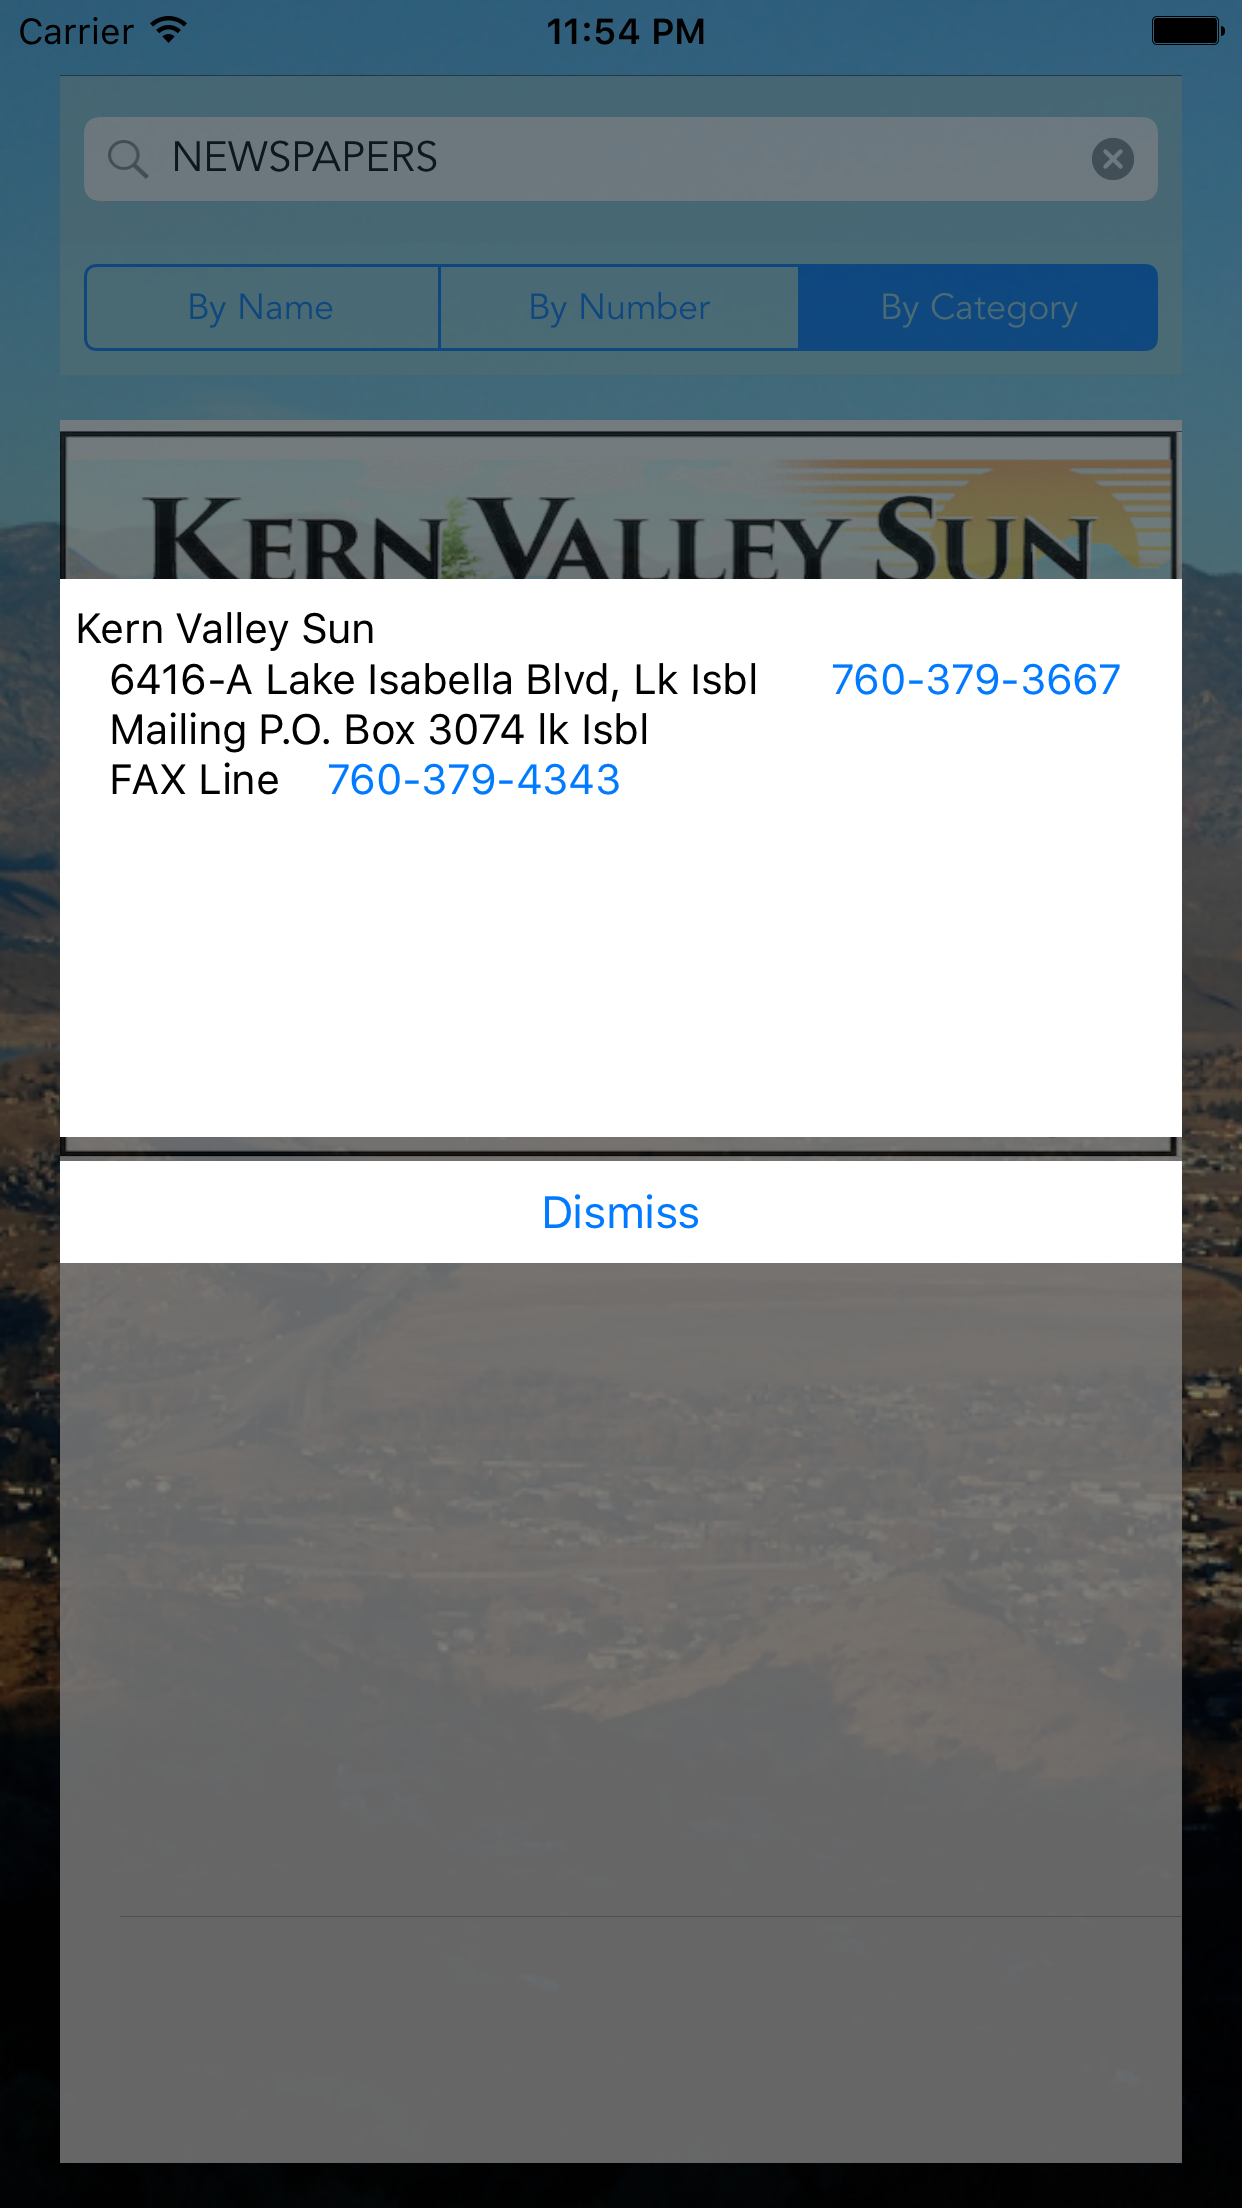 Carrier 11:54 PM
NEWSPAPERS
By Name By Number By Category
KERN VALLEY SUN
Kern Valley Sun
6416-A Lake Isabella Blvd, Lk Isbl 760-379-3667
Mailing P.O. Box 3074 lk Isbl
FAX Line 760-379-4343
Dismiss